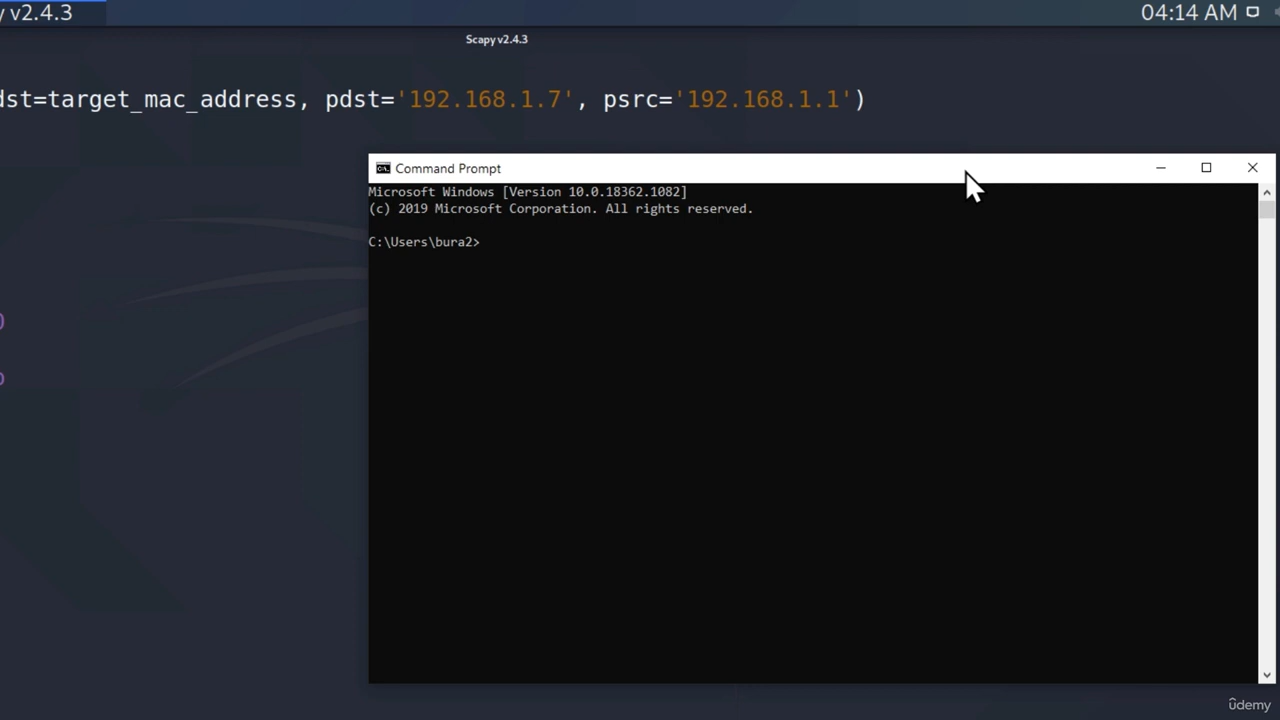 y v2.4.3
04:14 AM
Scapy v2.4.3
dst=target_mac_address, pdst='192.168.1.7', psrc='192.168.1.1')
Command Prompt
Microsoft Windows [Version 10.0.18362.1082]
(c) 2019 Microsoft Corporation. All rights reserved.
C:\Users\bura2>
udemy